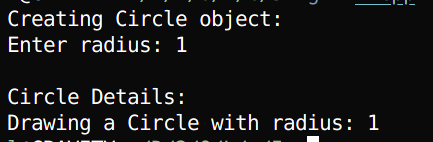 Creating Circle object:
Enter radius: 1
Circle Details:
Drawing a Circle with radius: 1